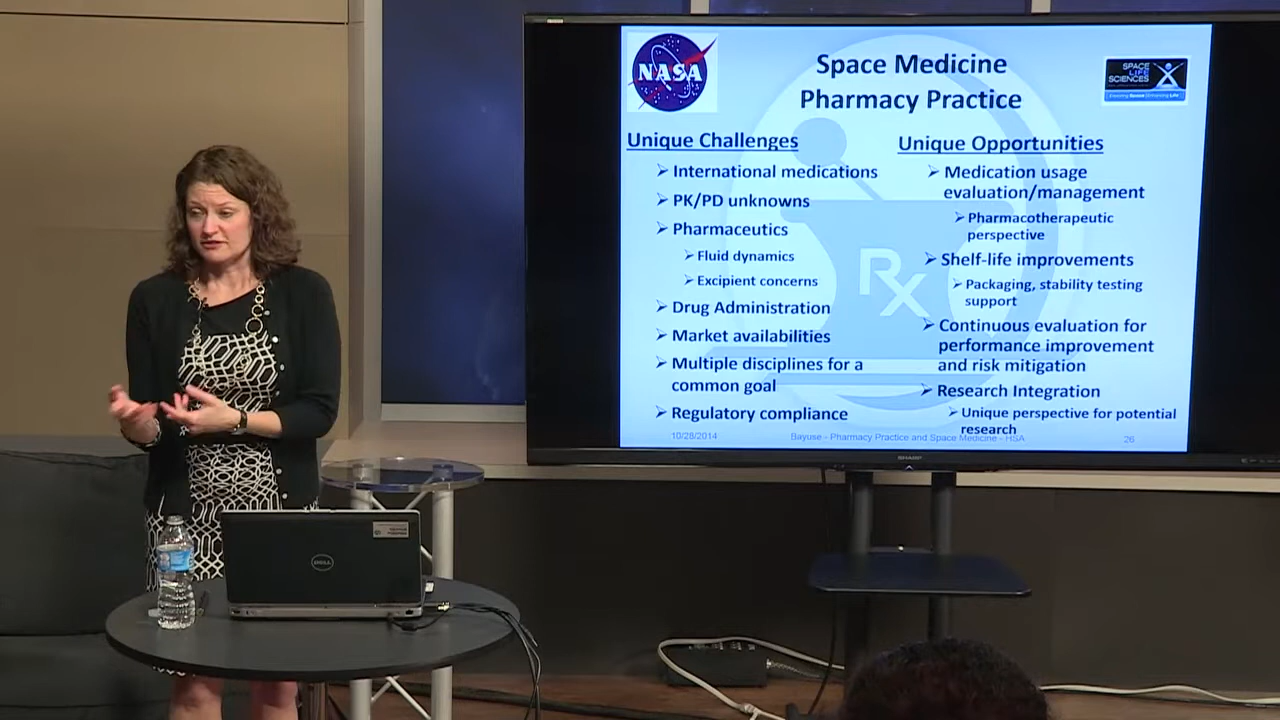 NASA
Space Medicine
Pharmacy Practice
SPACE
LIFE
SCIENCES
Unique Challenges
➢ International medications
➢ PK/PD unknowns
➢ Pharmaceutics
➢ Fluid dynamics
➢ Excipient concerns
➢ Drug Administration
➢ Market availabilities
➢ Multiple disciplines for a
common goal
➢ Regulatory compliance
Unique Opportunities
➢ Medication usage
evaluation/management
➢ Pharmacotherapeutic
perspective
➢ Shelf-life improvements
➢ Packaging, stability testing
support
➢ Continuous evaluation for
performance improvement
and risk mitigation
➢ Research Integration
➢ Unique perspective for potential
research
Rx
10/28/2014
Bayuse - Pharmacy Practice and Space Medicine - HSA
26
SHARP
DELL